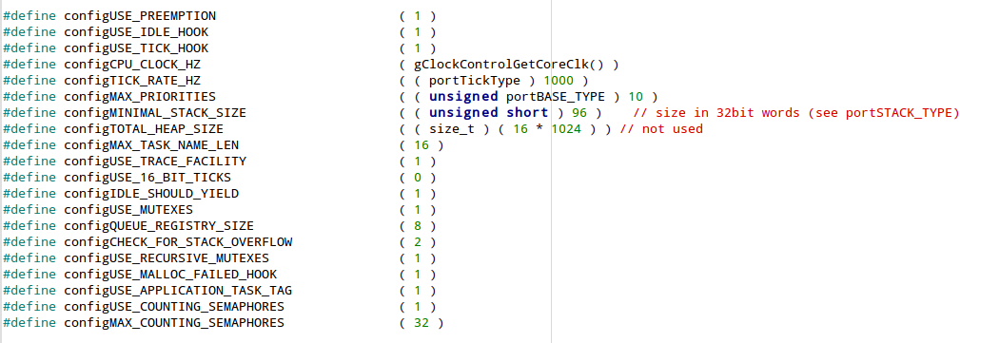 #define configUSE_PREEMPTION ( 1 )
#define configUSE_IDLE_HOOK ( 1 )
#define configUSE_TICK_HOOK ( 1 )
#define configCPU_CLOCK_HZ ( gClockControlGetCoreClk() )
#define configTICK_RATE_HZ ( ( portTickType ) 1000 )
#define configMAX_PRIORITIES ( ( unsigned portBASE_TYPE ) 10 )
#define configMINIMAL_STACK_SIZE ( ( unsigned short ) 96 ) // size in 32bit words (see portSTACK_TYPE)
#define configTOTAL_HEAP_SIZE ( ( size_t ) ( 16 * 1024 ) ) // not used
#define configMAX_TASK_NAME_LEN ( 16 )
#define configUSE_TRACE_FACILITY ( 1 )
#define configUSE_16_BIT_TICKS ( 0 )
#define configIDLE_SHOULD_YIELD ( 1 )
#define configUSE_MUTEXES ( 1 )
#define configQUEUE_REGISTRY_SIZE ( 8 )
#define configCHECK_FOR_STACK_OVERFLOW ( 2 )
#define configUSE_RECURSIVE_MUTEXES ( 1 )
#define configUSE_MALLOC_FAILED_HOOK ( 1 )
#define configUSE_APPLICATION_TASK_TAG ( 1 )
#define configUSE_COUNTING_SEMAPHORES ( 1 )
#define configMAX_COUNTING_SEMAPHORES ( 32 )